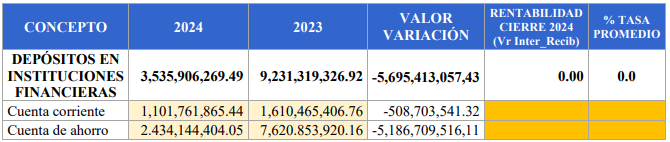 CONCEPTO 2024 2023 VALOR VARIACIÓN RENTABILIDAD CIERRE 2024 (Vr Inter_Recib) % TASA PROMEDIO
DEPÓSITOS EN INSTITUCIONES FINANCIERAS 3,535,906,269.49 9,231,319,326.92 -5,695,413,057,43 0.00 0.0
Cuenta corriente 1,101,761,865.44 1,610,465,406.76 -508,703,541.32
Cuenta de ahorro 2.434,144,404.05 7,620.853,920.16 -5,186,709,516,11